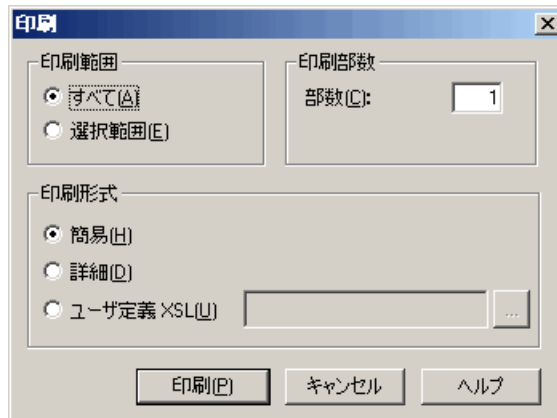 印刷
印刷範囲
すべて(A)
選択範囲(E)
印刷部数
部数(C): 1
印刷形式
簡易(H)
詳細(D)
ユーザ定義 XSL(U) ...
印刷(P) キャンセル ヘルプ